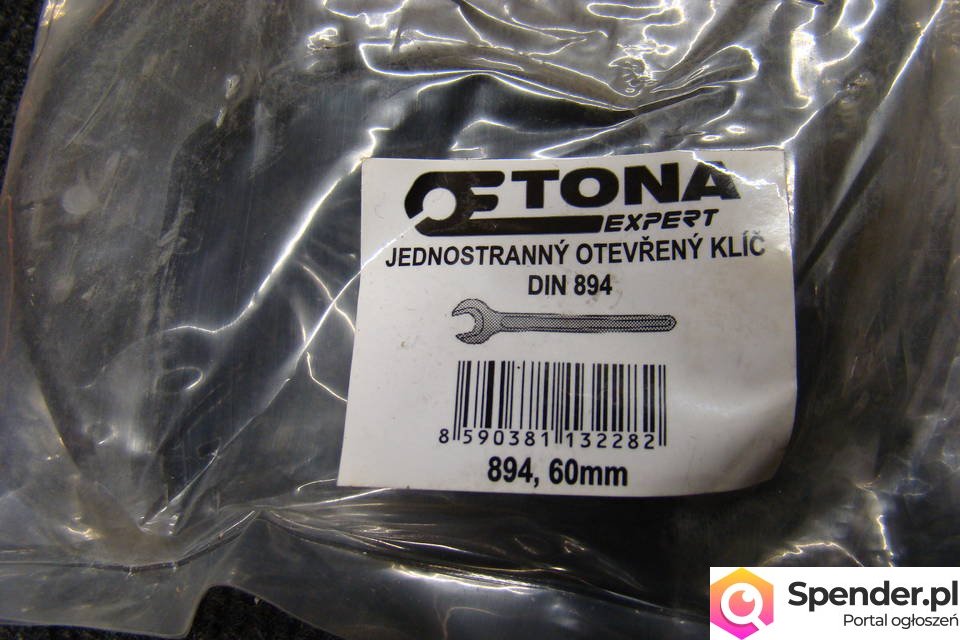 TONA
EXPERT
JEDNOSTRANNÝ OTEVŘENÝ KLÍČ
DIN 894
8 590381 132282
894, 60mm
Spender.pl
Portal ogłoszeń